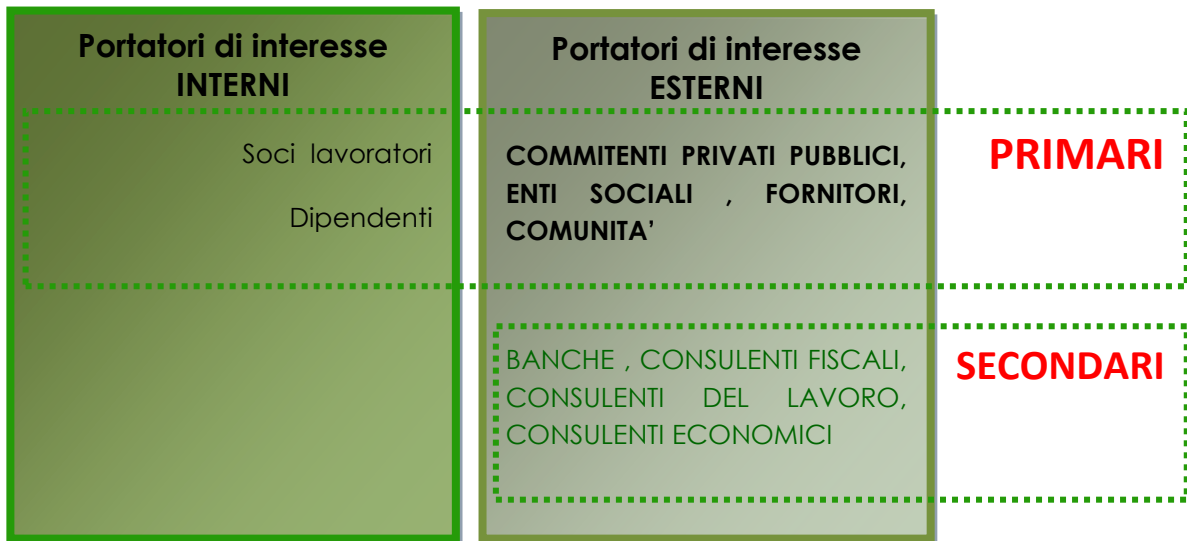 Portatori di interesse
INTERNI
Soci lavoratori
Dipendenti
Portatori di interesse
ESTERNI
COMMITENTI PRIVATI PUBBLICI,
ENTI SOCIALI , FORNITORI,
COMUNITA’
PRIMARI
BANCHE , CONSULENTI FISCALI,
CONSULENTI DEL LAVORO,
CONSULENTI ECONOMICI
SECONDARI